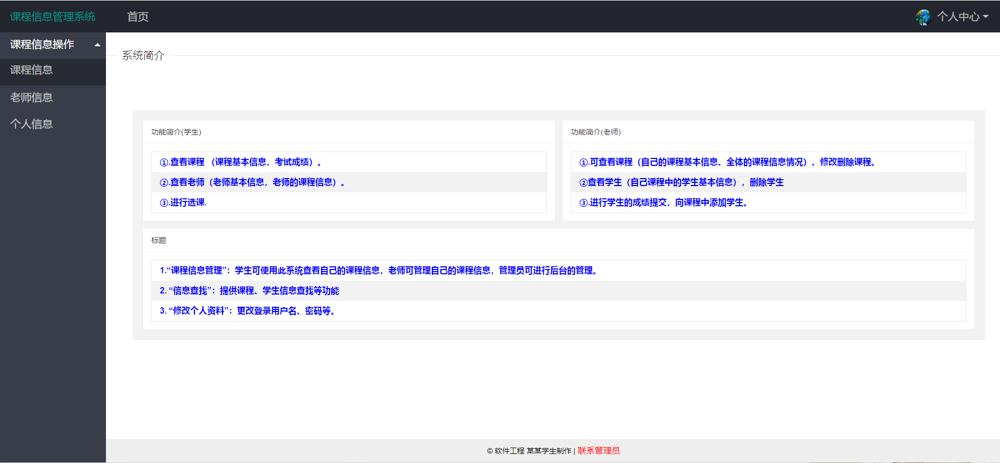 课程信息管理系统
首页
个人中心
课程信息操作
课程信息
老师信息
个人信息
系统简介
功能简介(学生)
①.查看课程 （课程基本信息，考试成绩）。
②.查看老师（老师基本信息，老师的课程信息）。
③.进行选课.
功能简介(老师)
①.可查看课程（自己的课程基本信息、全体的课程信息情况）、修改删除课程。
②查看学生（自己课程中的学生基本信息），删除学生
③.进行学生的成绩提交，向课程中添加学生。
标题
1.“课程信息管理”：学生可使用此系统查看自己的课程信息，老师可管理自己的课程信息，管理员可进行后台的管理。
2. “信息查找”：提供课程、学生信息查找等功能
3. “修改个人资料”：更改登录用户名、密码等。
© 软件工程 某某学生制作 | 联系管理员